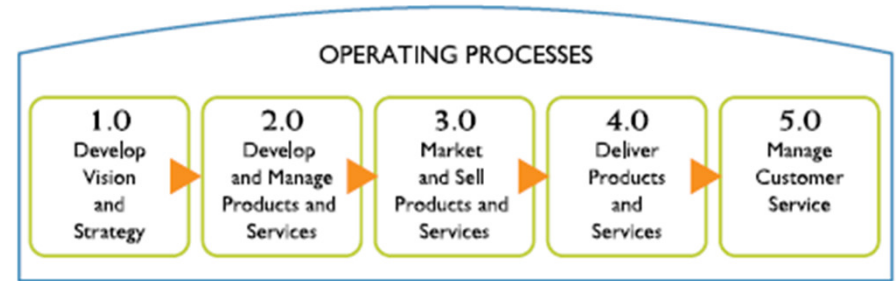 OPERATING PROCESSES
1.0
Develop
Vision
and
Strategy
2.0
Develop
and Manage
Products and
Services
3.0
Market
and Sell
Products and
Services
4.0
Deliver
Products
and
Services
5.0
Manage
Customer
Service